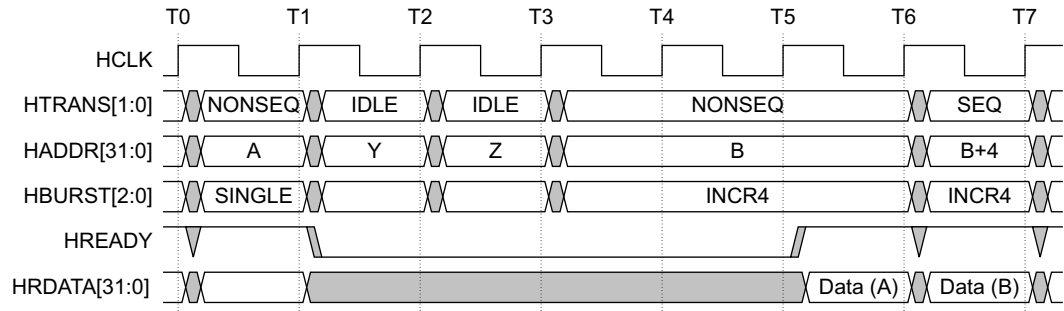 T0 T1 T2 T3 T4 T5 T6 T7
HCLK
HTRANS[1:0] NONSEQ IDLE IDLE NONSEQ SEQ
HADDR[31:0] A Y Z B B+4
HBURST[2:0] SINGLE INCR4 INCR4
HREADY
HRDATA[31:0] Data (A) Data (B)